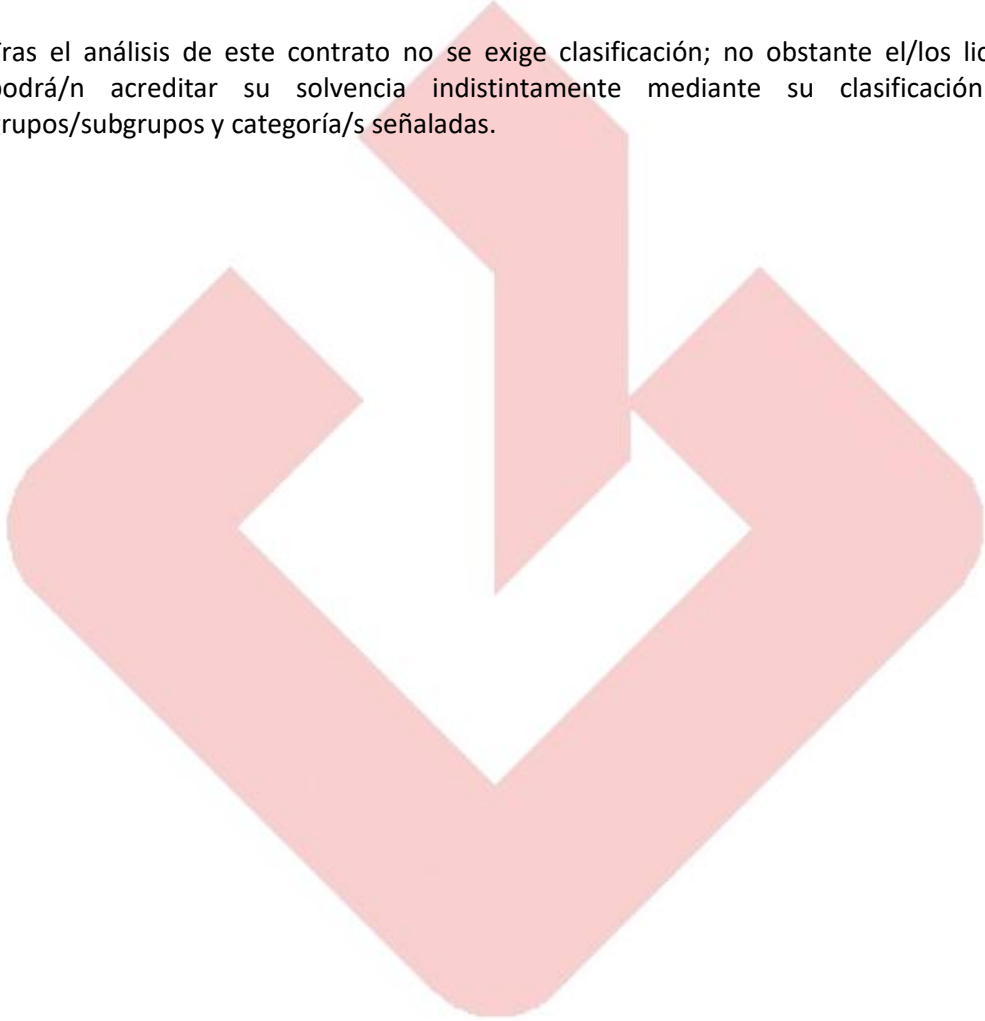 ras el análisis de este contrato no se exige clasificación; no obstante el/los lic
podrá/n acreditar su solvencia indistintamente mediante su clasificación
grupos/subgrupos y categoría/s señaladas.